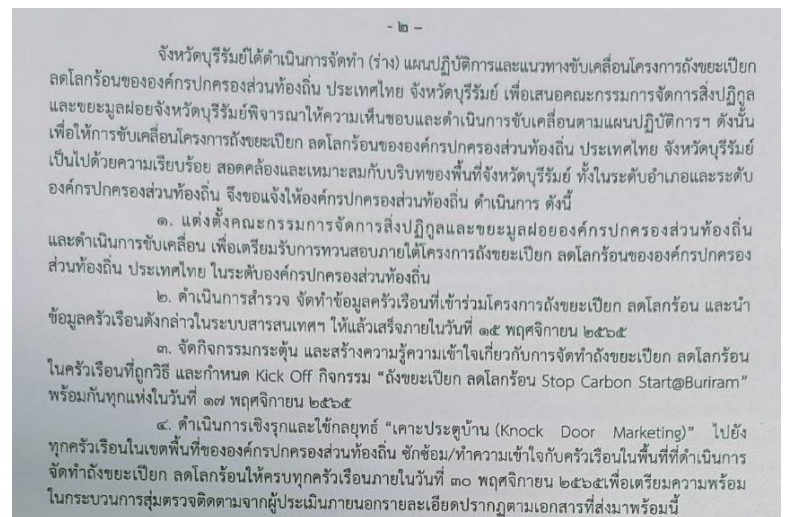 - ๒ -
จังหวัดบุรีรัมย์ได้ดำเนินการจัดทำ (ร่าง) แผนปฏิบัติการและแนวทางขับเคลื่อนโครงการถังขยะเปียก
ลดโลกร้อนขององค์กรปกครองส่วนท้องถิ่น ประเทศไทย จังหวัดบุรีรัมย์ เพื่อเสนอคณะกรรมการจัดการสิ่งปฏิกูล
และขยะมูลฝอยจังหวัดบุรีรัมย์พิจารณาให้ความเห็นชอบและดำเนินการขับเคลื่อนตามแผนปฏิบัติการฯ ดังนั้น
เพื่อให้การขับเคลื่อนโครงการถังขยะเปียก ลดโลกร้อนขององค์กรปกครองส่วนท้องถิ่น ประเทศไทย จังหวัดบุรีรัมย์
เป็นไปด้วยความเรียบร้อย สอดคล้องและเหมาะสมกับบริบทของพื้นที่จังหวัดบุรีรัมย์ ทั้งในระดับอำเภอและระดับ
องค์กรปกครองส่วนท้องถิ่น จึงขอแจ้งให้องค์กรปกครองส่วนท้องถิ่น ดำเนินการ ดังนี้
๑. แต่งตั้งคณะกรรมการจัดการสิ่งปฏิกูลและขยะมูลฝอยองค์กรปกครองส่วนท้องถิ่น
และดำเนินการขับเคลื่อน เพื่อเตรียมรับการทวนสอบภายใต้โครงการถังขยะเปียก ลดโลกร้อนขององค์กรปกครอง
ส่วนท้องถิ่น ประเทศไทย ในระดับองค์กรปกครองส่วนท้องถิ่น
๒. ดำเนินการสำรวจ จัดทำข้อมูลครัวเรือนที่เข้าร่วมโครงการถังขยะเปียก ลดโลกร้อน และนำ
ข้อมูลครัวเรือนดังกล่าวในระบบสารสนเทศฯ ให้แล้วเสร็จภายในวันที่ ๑๕ พฤศจิกายน ๒๕๖๕
๓. จัดกิจกรรมกระตุ้น และสร้างความรู้ความเข้าใจเกี่ยวกับการจัดทำถังขยะเปียก ลดโลกร้อน
ในครัวเรือนที่ถูกวิธี และกำหนด Kick Off กิจกรรม “ถังขยะเปียก ลดโลกร้อน Stop Carbon Start@Buriram”
พร้อมกันทุกแห่งในวันที่ ๑๗ พฤศจิกายน ๒๕๖๕
๔. ดำเนินการเชิงรุกและใช้กลยุทธ์ “เคาะประตูบ้าน (Knock Door Marketing)” ไปยัง
ทุกครัวเรือนในเขตพื้นที่ขององค์กรปกครองส่วนท้องถิ่น ซักซ้อม/ทำความเข้าใจกับครัวเรือนในพื้นที่ที่ดำเนินการ
จัดทำถังขยะเปียก ลดโลกร้อนให้ครบทุกครัวเรือนภายในวันที่ ๓๐ พฤศจิกายน ๒๕๖๕เพื่อเตรียมความพร้อม
ในกระบวนการสุ่มตรวจติดตามจากผู้ประเมินภายนอกรายละเอียดปรากฏตามเอกสารที่ส่งมาพร้อมนี้